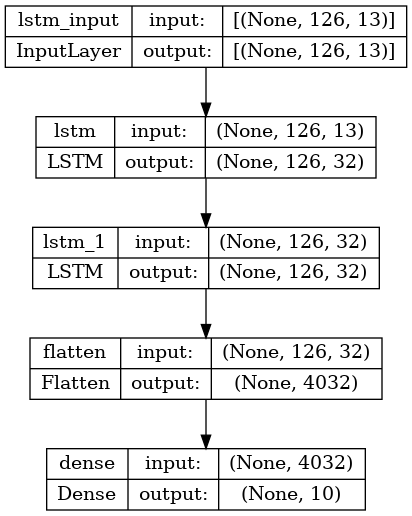 lstm_input input: [(None, 126, 13)]
InputLayer output: [(None, 126, 13)]
lstm input: (None, 126, 13)
LSTM output: (None, 126, 32)
lstm_1 input: (None, 126, 32)
LSTM output: (None, 126, 32)
flatten input: (None, 126, 32)
Flatten output: (None, 4032)
dense input: (None, 4032)
Dense output: (None, 10)